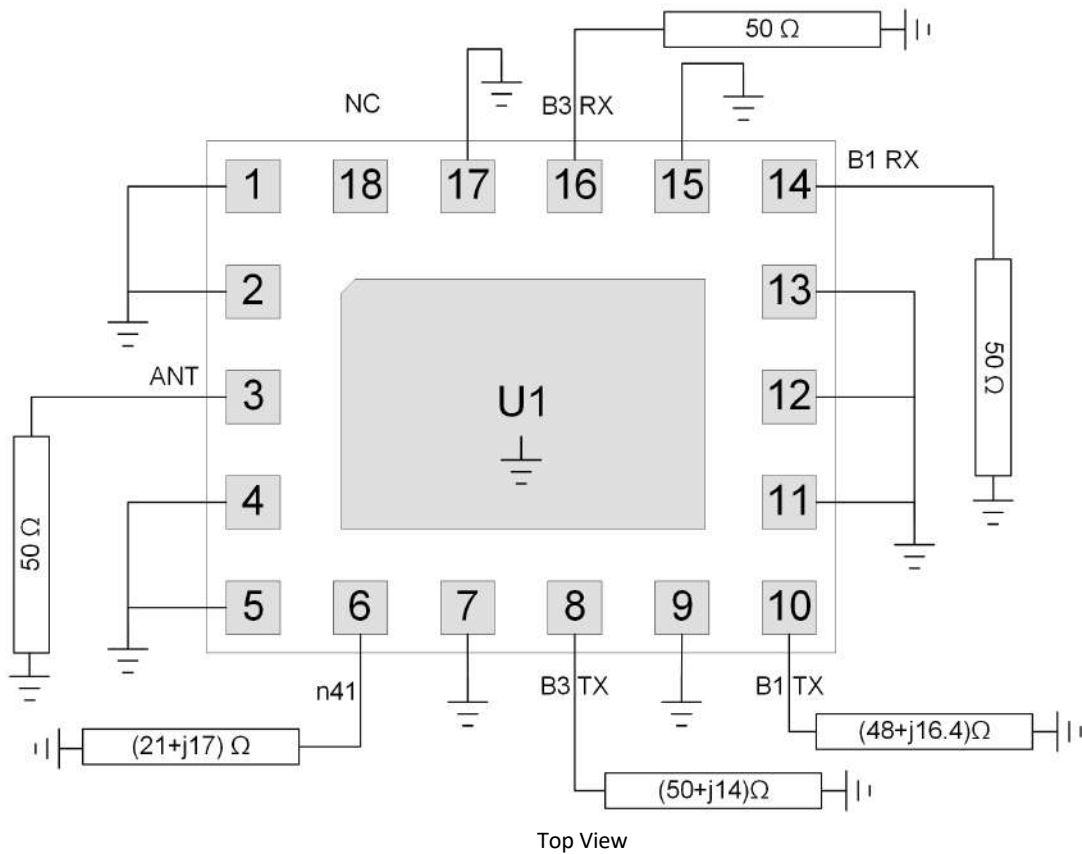 50 Ω
NC
B3 RX
B1 RX
1
18
17
16
15
14
2
13
50 Ω
ANT
3
U1
12
4
11
50 Ω
5
6
7
8
9
10
n41
B3 TX
B1 TX
(21+j17) Ω
(48+j16.4)Ω
(50+j14)Ω
Top View